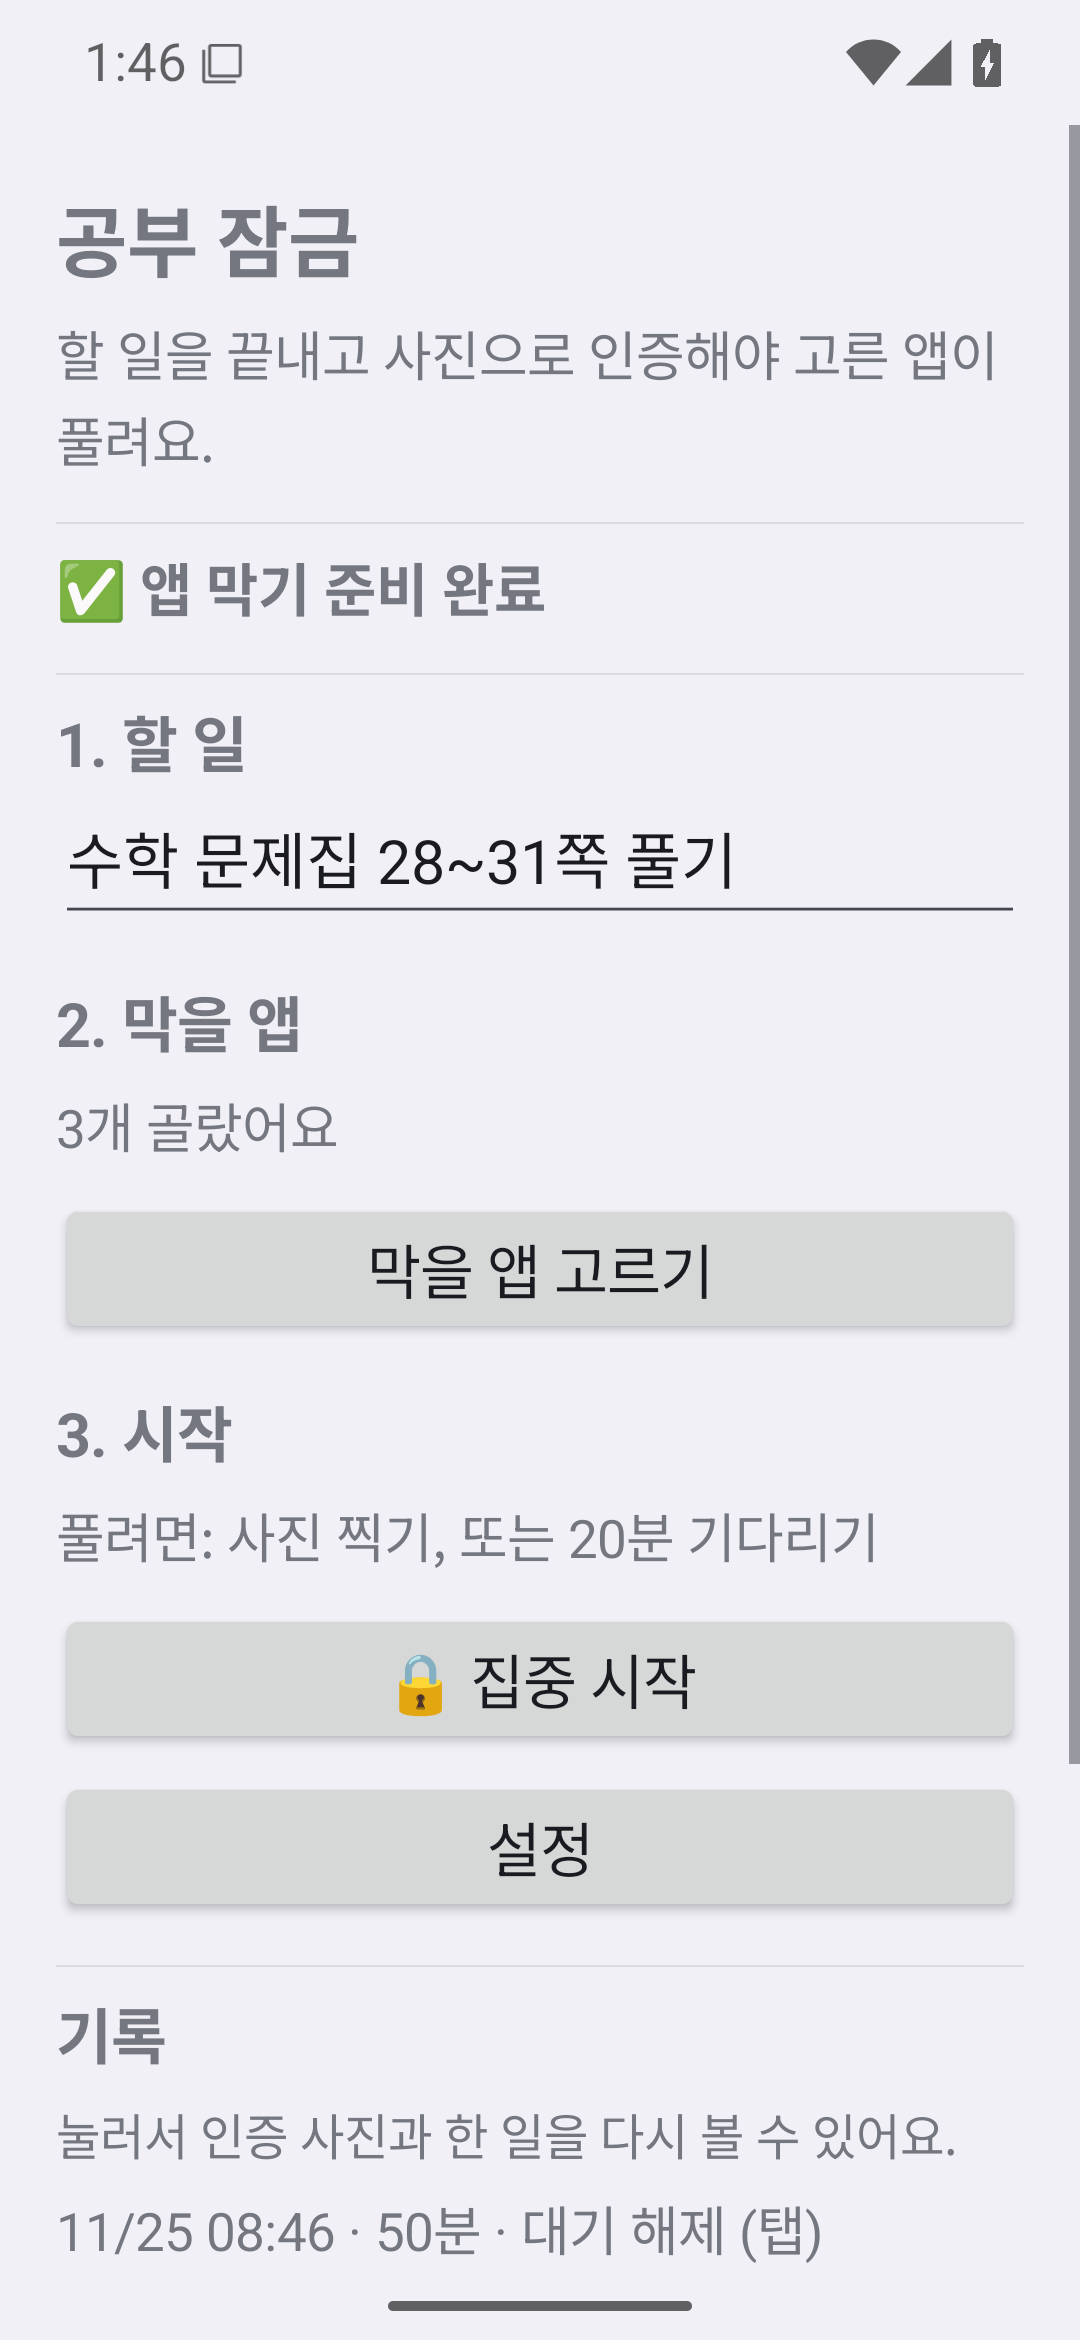 1:46
공부 잠금
할 일을 끝내고 사진으로 인증해야 고른 앱이
풀려요.
✅ 앱 막기 준비 완료
1. 할 일
수학 문제집 28~31쪽 풀기
2. 막을 앱
3개 골랐어요
막을 앱 고르기
3. 시작
풀려면: 사진 찍기, 또는 20분 기다리기
🔒 집중 시작
설정
기록
눌러서 인증 사진과 한 일을 다시 볼 수 있어요.
11/25 08:46 · 50분 · 대기 해제 (탭)